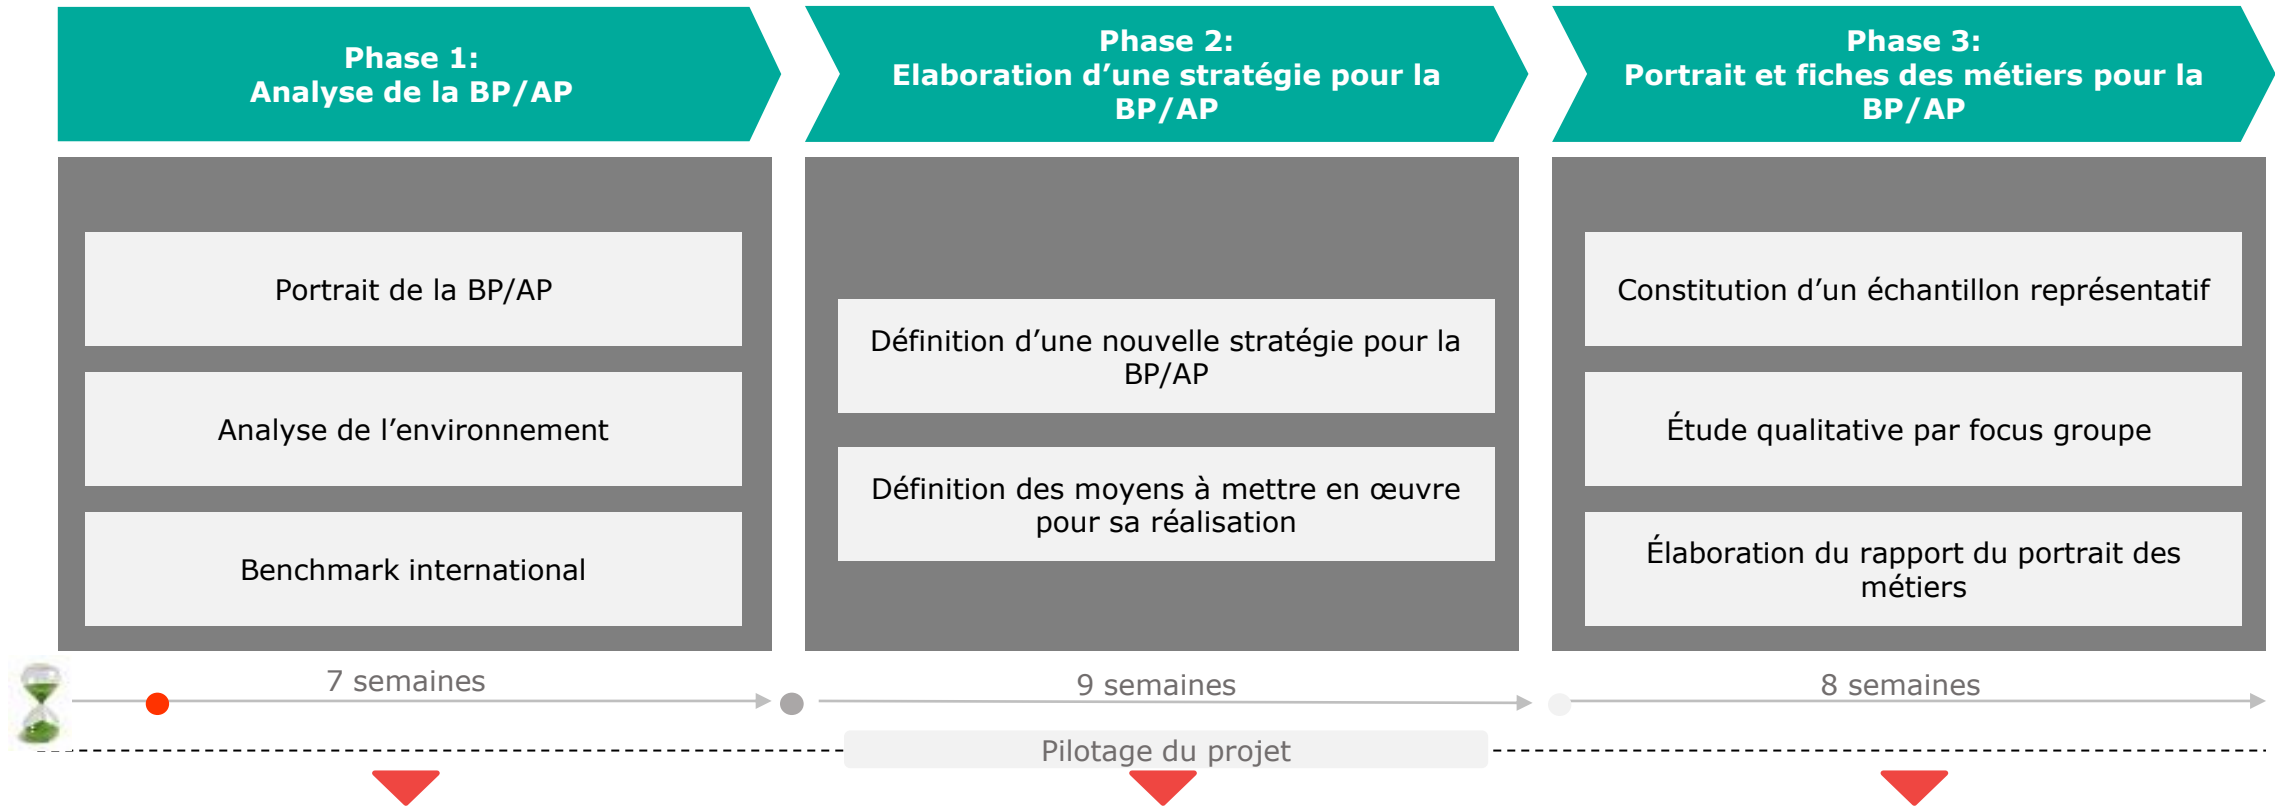 Phase 1:
Analyse de la BP/AP
Phase 2:
Elaboration d’une stratégie pour la
BP/AP
Phase 3:
Portrait et fiches des métiers pour la
BP/AP
Portrait de la BP/AP
Analyse de l’environnement
Benchmark international
Définition d’une nouvelle stratégie pour la
BP/AP
Définition des moyens à mettre en œuvre
pour sa réalisation
Constitution d’un échantillon représentatif
Étude qualitative par focus groupe
Élaboration du rapport du portrait des
métiers
7 semaines
9 semaines
8 semaines
Pilotage du projet